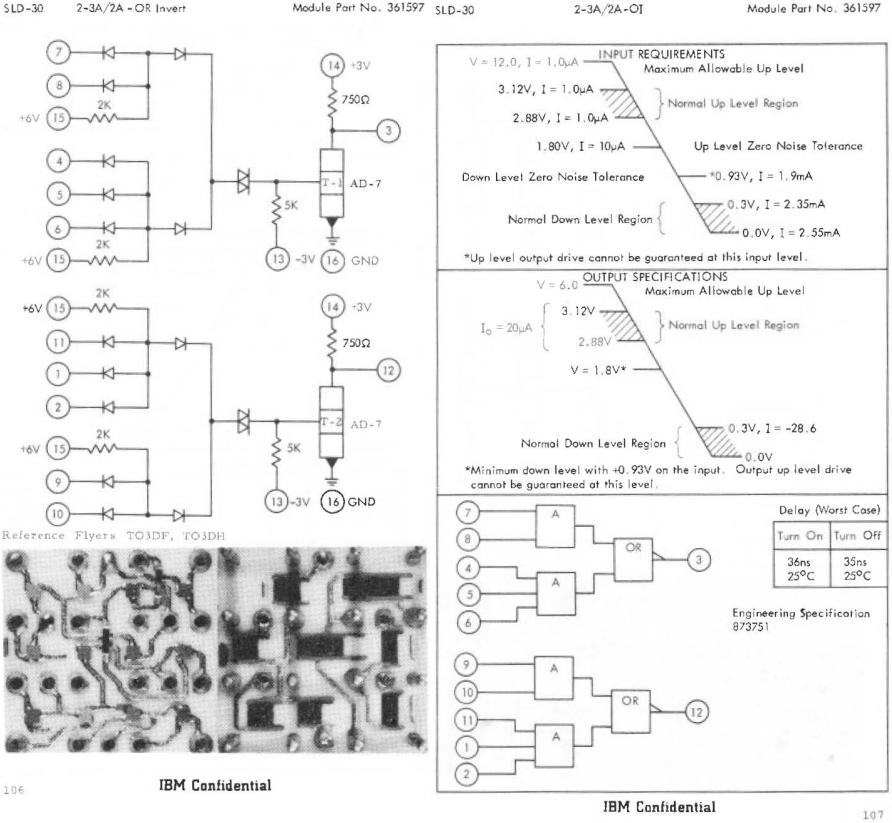 SLD-30 2-3A/2A-OR Invert Module Part No. 361597
7
8
+6V 15 2K
4
5
6
+6V 15 2K
14 +3V
750Ω
3
T-1 AD-7
5K
13 -3V 16 GND
+6V 15 2K
11
1
2
+6V 15 2K
9
10
14 +3V
750Ω
12
T-2 AD-7
5K
13 -3V 16 GND
Reference Flyers TO3DF, TO3DH
106
IBM Confidential
SLD-30 2-3A/2A-OI Module Part No. 361597
INPUT REQUIREMENTS
V = 12.0, I = 1.0μA
Maximum Allowable Up Level
3.12V, I = 1.0μA
Normal Up Level Region
2.88V, I = 1.0μA
1.80V, I = 10μA Up Level Zero Noise Tolerance
Down Level Zero Noise Tolerance *0.93V, I = 1.9mA
0.3V, I = 2.35mA
Normal Down Level Region
0.0V, I = 2.55mA
*Up level output drive cannot be guaranteed at this input level.
OUTPUT SPECIFICATIONS
V = 6.0
Maximum Allowable Up Level
3.12V
I₀ = 20μA Normal Up Level Region
2.88V
V = 1.8V*
0.3V, I = -28.6
Normal Down Level Region
0.0V
*Minimum down level with +0.93V on the input. Output up level drive
cannot be guaranteed at this level.
7
8
A
4
5
6
A
OR
3
9
10
A
11
1
2
A
OR
12
Delay (Worst Case)
Turn On Turn Off
36ns 35ns
25°C 25°C
Engineering Specification
873751
IBM Confidential
107